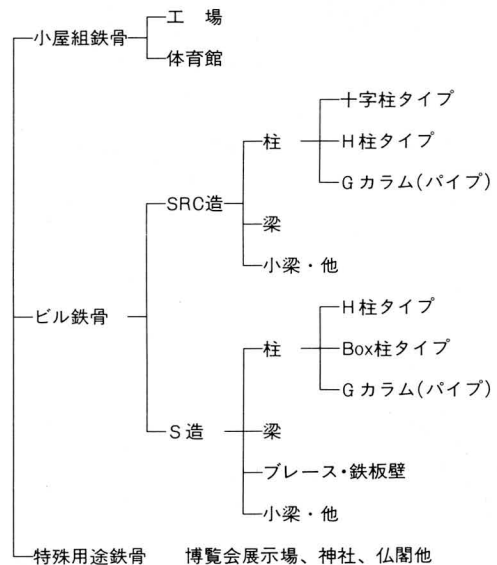 小屋組鉄骨
工　場
体育館
ビル鉄骨
SRC造
柱
十字柱タイプ
H柱タイプ
Gカラム(パイプ)
梁
小梁・他
S造
柱
H柱タイプ
Box柱タイプ
Gカラム(パイプ)
梁
ブレース・鉄板壁
小梁・他
特殊用途鉄骨　博覧会展示場、神社、仏閣他